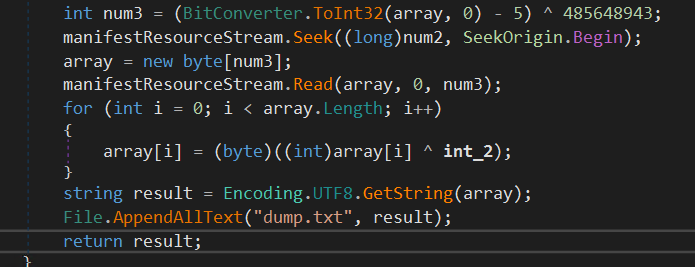 int num3 = (BitConverter.ToInt32(array, 0) - 5) ^ 485648943;
manifestResourceStream.Seek((long)num2, SeekOrigin.Begin);
array = new byte[num3];
manifestResourceStream.Read(array, 0, num3);
for (int i = 0; i < array.Length; i++)
{
array[i] = (byte)((int)array[i] ^ int_2);
}
string result = Encoding.UTF8.GetString(array);
File.AppendAllText("dump.txt", result);
return result;
}